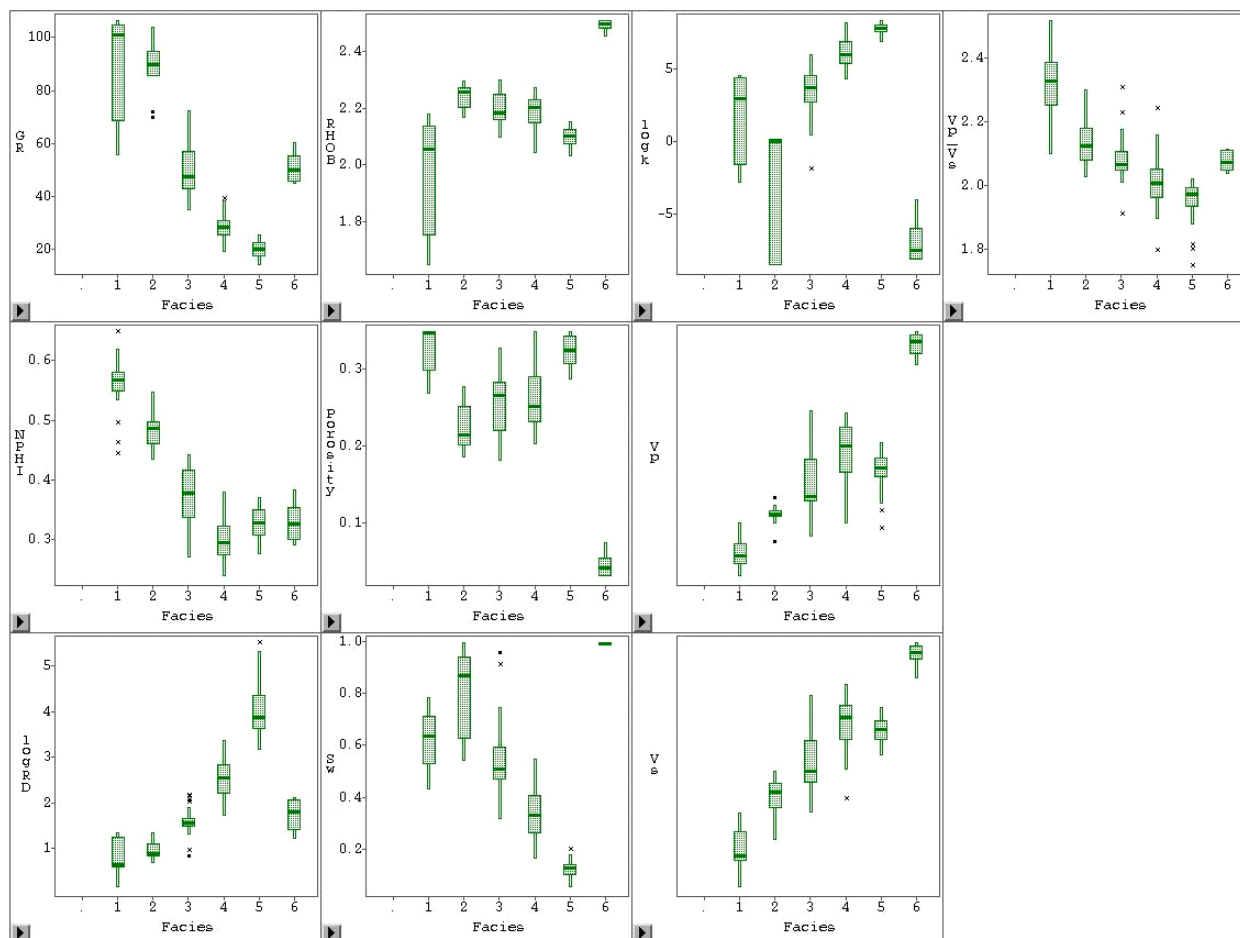 GR
100
80
60
40
20
. 1 2 3 4 5 6
Facies
RHOB
2.4
2.2
2.0
1.8
. 1 2 3 4 5 6
Facies
logk
5
0
-5
. 1 2 3 4 5 6
Facies
Vp_Vs
2.4
2.2
2.0
1.8
. 1 2 3 4 5 6
Facies
NPHI
0.6
0.5
0.4
0.3
. 1 2 3 4 5 6
Facies
Porosity
0.3
0.2
0.1
. 1 2 3 4 5 6
Facies
Vp
. 1 2 3 4 5 6
Facies
logRD
5
4
3
2
1
. 1 2 3 4 5 6
Facies
Sw
1.0
0.8
0.6
0.4
0.2
. 1 2 3 4 5 6
Facies
Vs
. 1 2 3 4 5 6
Facies